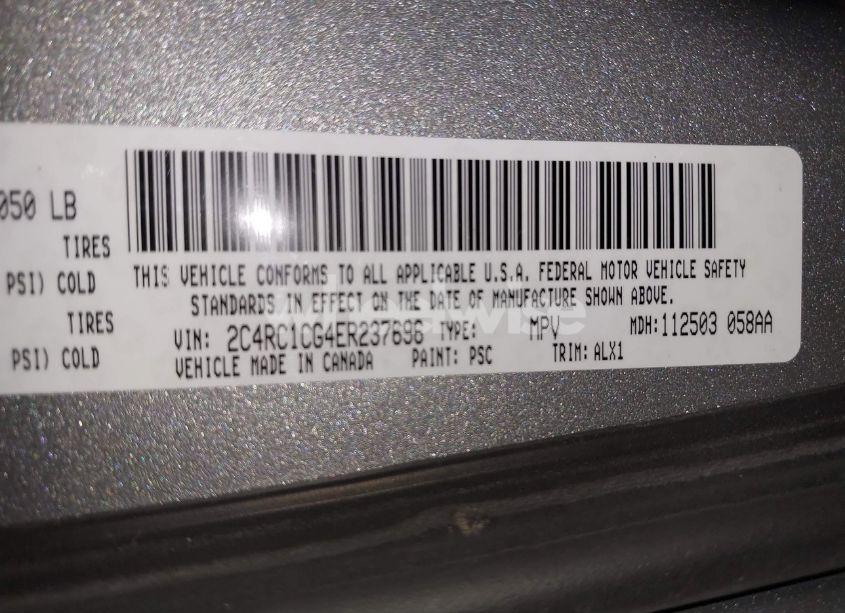 050 LB
TIRES
PSI) COLD
TIRES
PSI) COLD
THIS VEHICLE CONFORMS TO ALL APPLICABLE U.S.A. FEDERAL MOTOR VEHICLE SAFETY
STANDARDS IN EFFECT ON THE DATE OF MANUFACTURE SHOWN ABOVE.
VIN: 2C4RC1CG4ER237696 TYPE: MPV MDH: 112503 058AA
VEHICLE MADE IN CANADA PAINT: PSC TRIM: ALX1